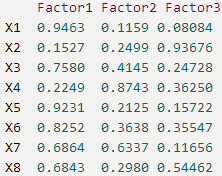 Factor1 Factor2 Factor3
X1 0.9463 0.1159 0.08084
X2 0.1527 0.2499 0.93676
X3 0.7580 0.4145 0.24728
X4 0.2249 0.8743 0.36250
X5 0.9231 0.2125 0.15722
X6 0.8252 0.3638 0.35547
X7 0.6864 0.6337 0.11656
X8 0.6843 0.2980 0.54462